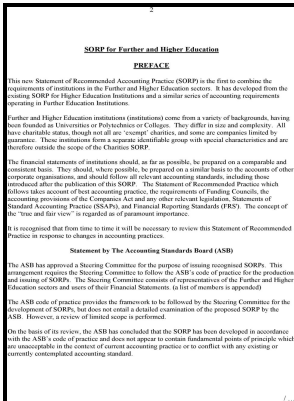 2
SORP for Further and Higher Education
PREFACE
This new Statement of Recommended Accounting Practice (SORP) is the first to combine the
requirements of institutions in the Further and Higher Education sectors. It has developed from the
existing SORP for Higher Education Institutions and a similar series of accounting requirements
operating in Further Education Institutions.
Further and Higher Education institutions (institutions) come from a variety of backgrounds, having
been founded as Universities or Polytechnics or Colleges. They differ in size and complexity. All
have charitable status, though not all are ‘exempt’ charities, and some are companies limited by
guarantee. These institutions form a separate identifiable group with special characteristics and are
therefore outside the scope of the Charities SORP.
The financial statements of institutions should, as far as possible, be prepared on a comparable and
consistent basis. They should, where possible, be prepared on a similar basis to the accounts of other
corporate organisations, and should follow all relevant accounting standards, including those
introduced after the publication of this SORP. The Statement of Recommended Practice which
follows takes account of best accounting practice, the requirements of Funding Councils, the
accounting provisions of the Companies Act and any other relevant legislation, Statements of
Standard Accounting Practice (SSAPs), and Financial Reporting Standards (FRS'). The concept of
the “true and fair view” is regarded as of paramount importance.
It is recognised that from time to time it will be necessary to review this Statement of Recommended
Practice in response to changes in accounting practices.
Statement by The Accounting Standards Board (ASB)
The ASB has approved a Steering Committee for the purpose of issuing recognised SORPs. This
arrangement requires the Steering Committee to follow the ASB's code of practice for the production
and issuing of SORPs. The Steering Committee consists of representatives of the Further and Higher
Education sectors and users of their Financial Statements. (a list of members is appended)
The ASB code of practice provides the framework to be followed by the Steering Committee for the
development of SORPs, but does not entail a detailed examination of the proposed SORP by the
ASB. However, a review of limited scope is performed.
On the basis of its review, the ASB has concluded that the SORP has been developed in accordance
with the ASB's code of practice and does not appear to contain fundamental points of principle which
are unacceptable in the context of current accounting practice or to conflict with any existing or
currently contemplated accounting standard.
/ ...